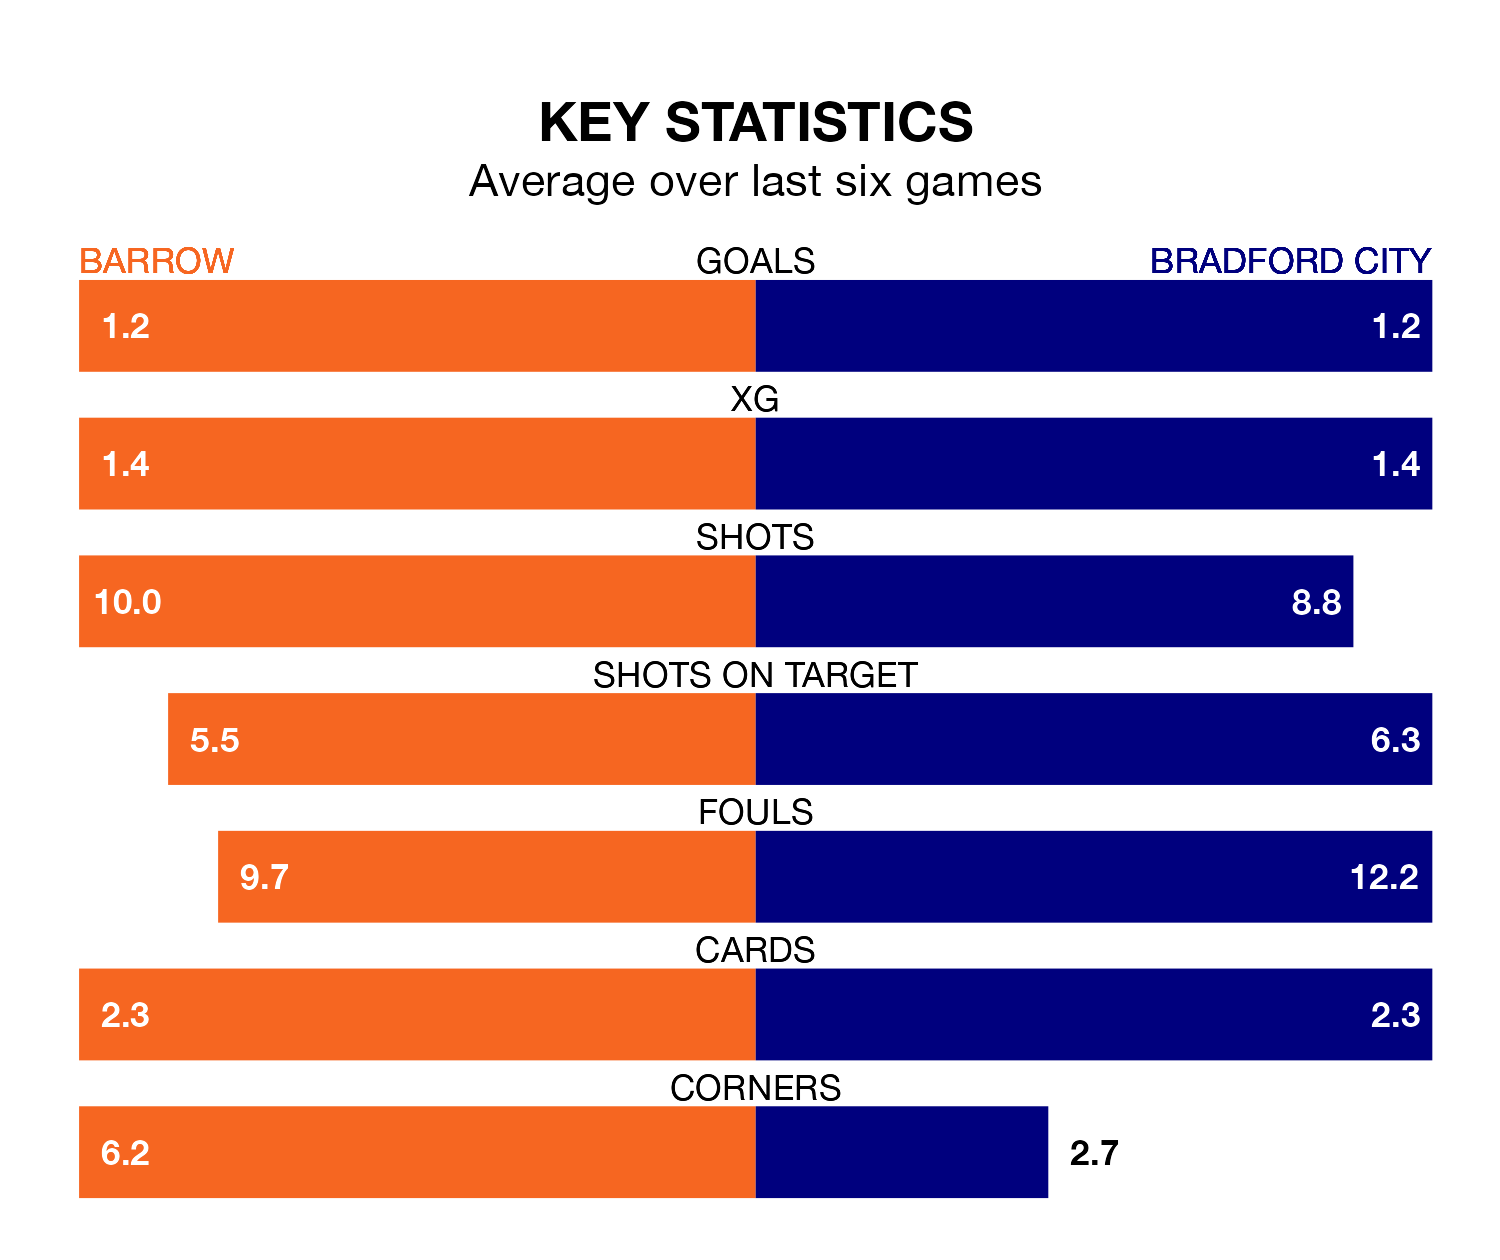 KEY STATISTICS
Average over last six games
BARROW GOALS BRADFORD CITY
1.2 1.2
XG
1.4 1.4
SHOTS
10.0 8.8
SHOTS ON TARGET
5.5 6.3
FOULS
9.7 12.2
CARDS
2.3 2.3
CORNERS
6.2 2.7